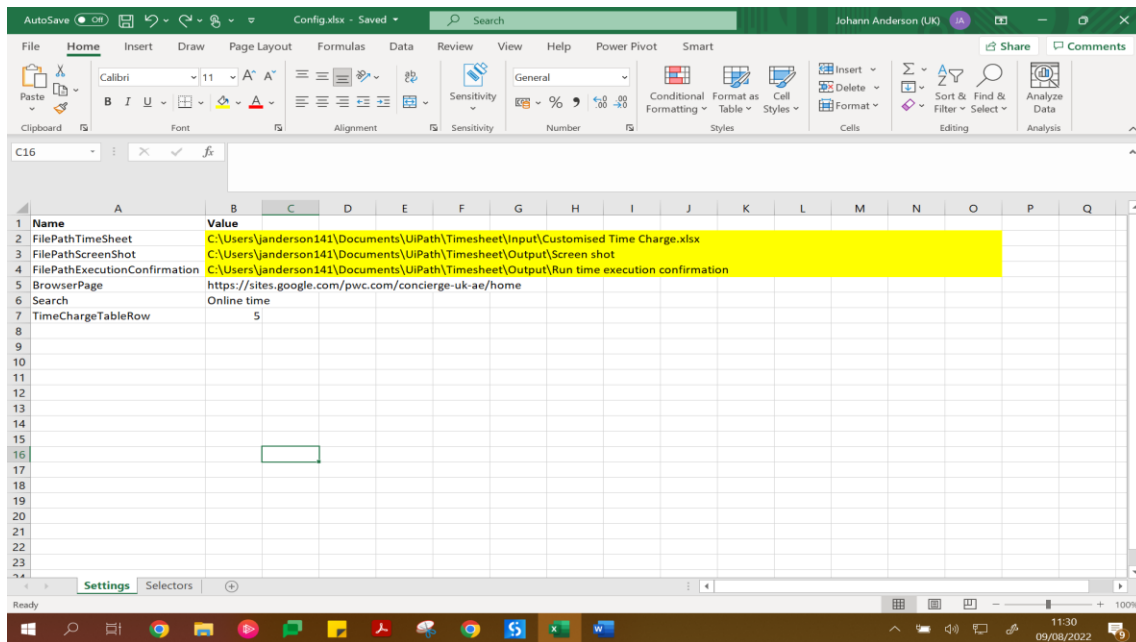 AutoSave Off Config.xlsx - Saved Search Johann Anderson (UK) JA
File Home Insert Draw Page Layout Formulas Data Review View Help Power Pivot Smart Share Comments
Paste Calibri 11 A^ Aˇ ab General Insert Σ
B I U A Sensitivity % 9 Conditional Formatting Format as Table Cell Styles Delete Format Sort & Filter Find & Select Analyze Data
Clipboard Font Alignment Sensitivity Number Styles Cells Editing Analysis
C16 fx
A B C D E F G H I J K L M N O P Q
1 Name Value
2 FilePathTimeSheet C:\Users\janderson141\Documents\UiPath\Timesheet\Input\Customised Time Charge.xlsx
3 FilePathScreenShot C:\Users\janderson141\Documents\UiPath\Timesheet\Output\Screen shot
4 FilePathExecutionConfirmation C:\Users\janderson141\Documents\UiPath\Timesheet\Output\Run time execution confirmation
5 BrowserPage https://sites.google.com/pwc.com/concierge-uk-ae/home
6 Search Online time
7 TimeChargeTableRow 5
8
9
10
11
12
13
14
15
16
17
18
19
20
21
22
23
Settings Selectors
Ready 100%
11:30
09/08/2022